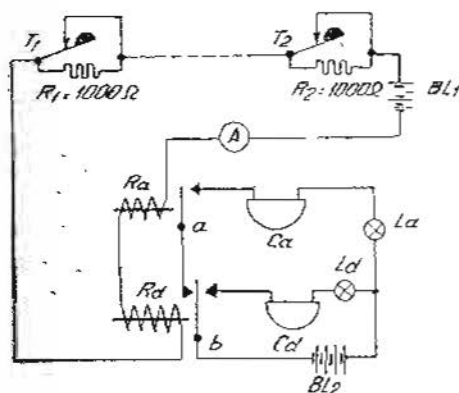 T1
T2
R1=1000Ω
R2=1000Ω
BL1
A
Ra
a
Ca
La
Rd
Ld
b
Cd
BL2